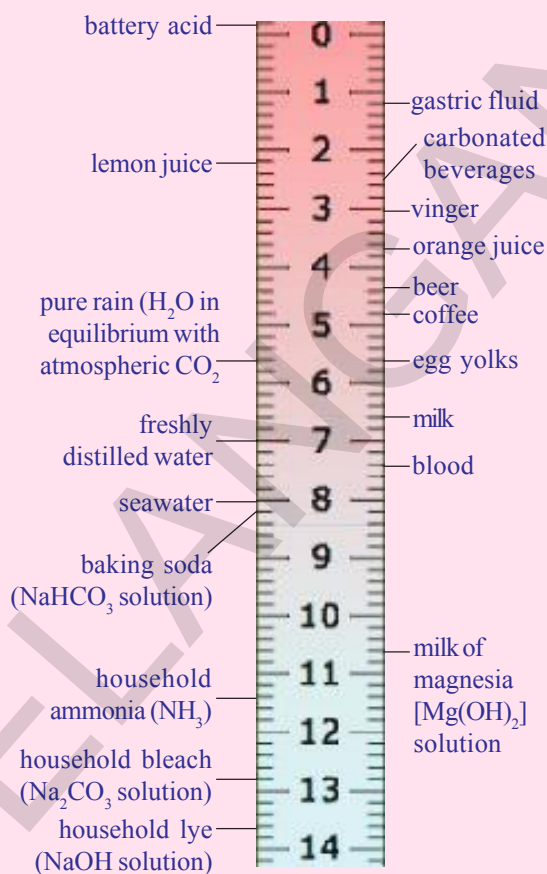 battery acid
0
1
gastric fluid
carbonated
beverages
2
lemon juice
3
vinger
orange juice
4
beer
coffee
pure rain (H₂O in
equilibrium with
atmospheric CO₂
5
egg yolks
6
milk
freshly
distilled water
7
blood
seawater
8
baking soda
(NaHCO₃ solution)
9
10
milk of
magnesia
[Mg(OH)₂]
solution
11
household
ammonia (NH₃)
12
household bleach
(Na₂CO₃ solution)
13
household lye
(NaOH solution)
14
ELANGAN